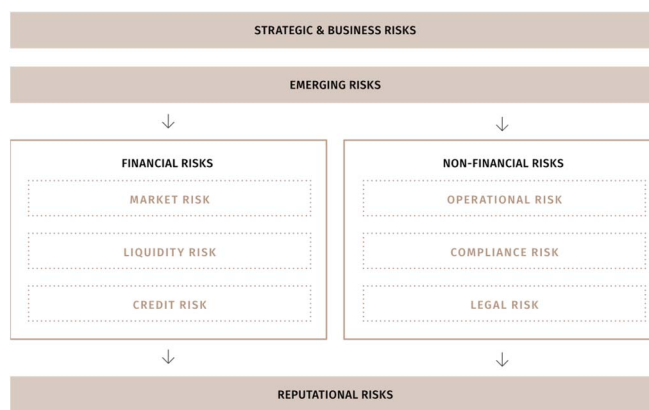 STRATEGIC & BUSINESS RISKS
EMERGING RISKS
FINANCIAL RISKS
MARKET RISK
LIQUIDITY RISK
CREDIT RISK
NON-FINANCIAL RISKS
OPERATIONAL RISK
COMPLIANCE RISK
LEGAL RISK
REPUTATIONAL RISKS